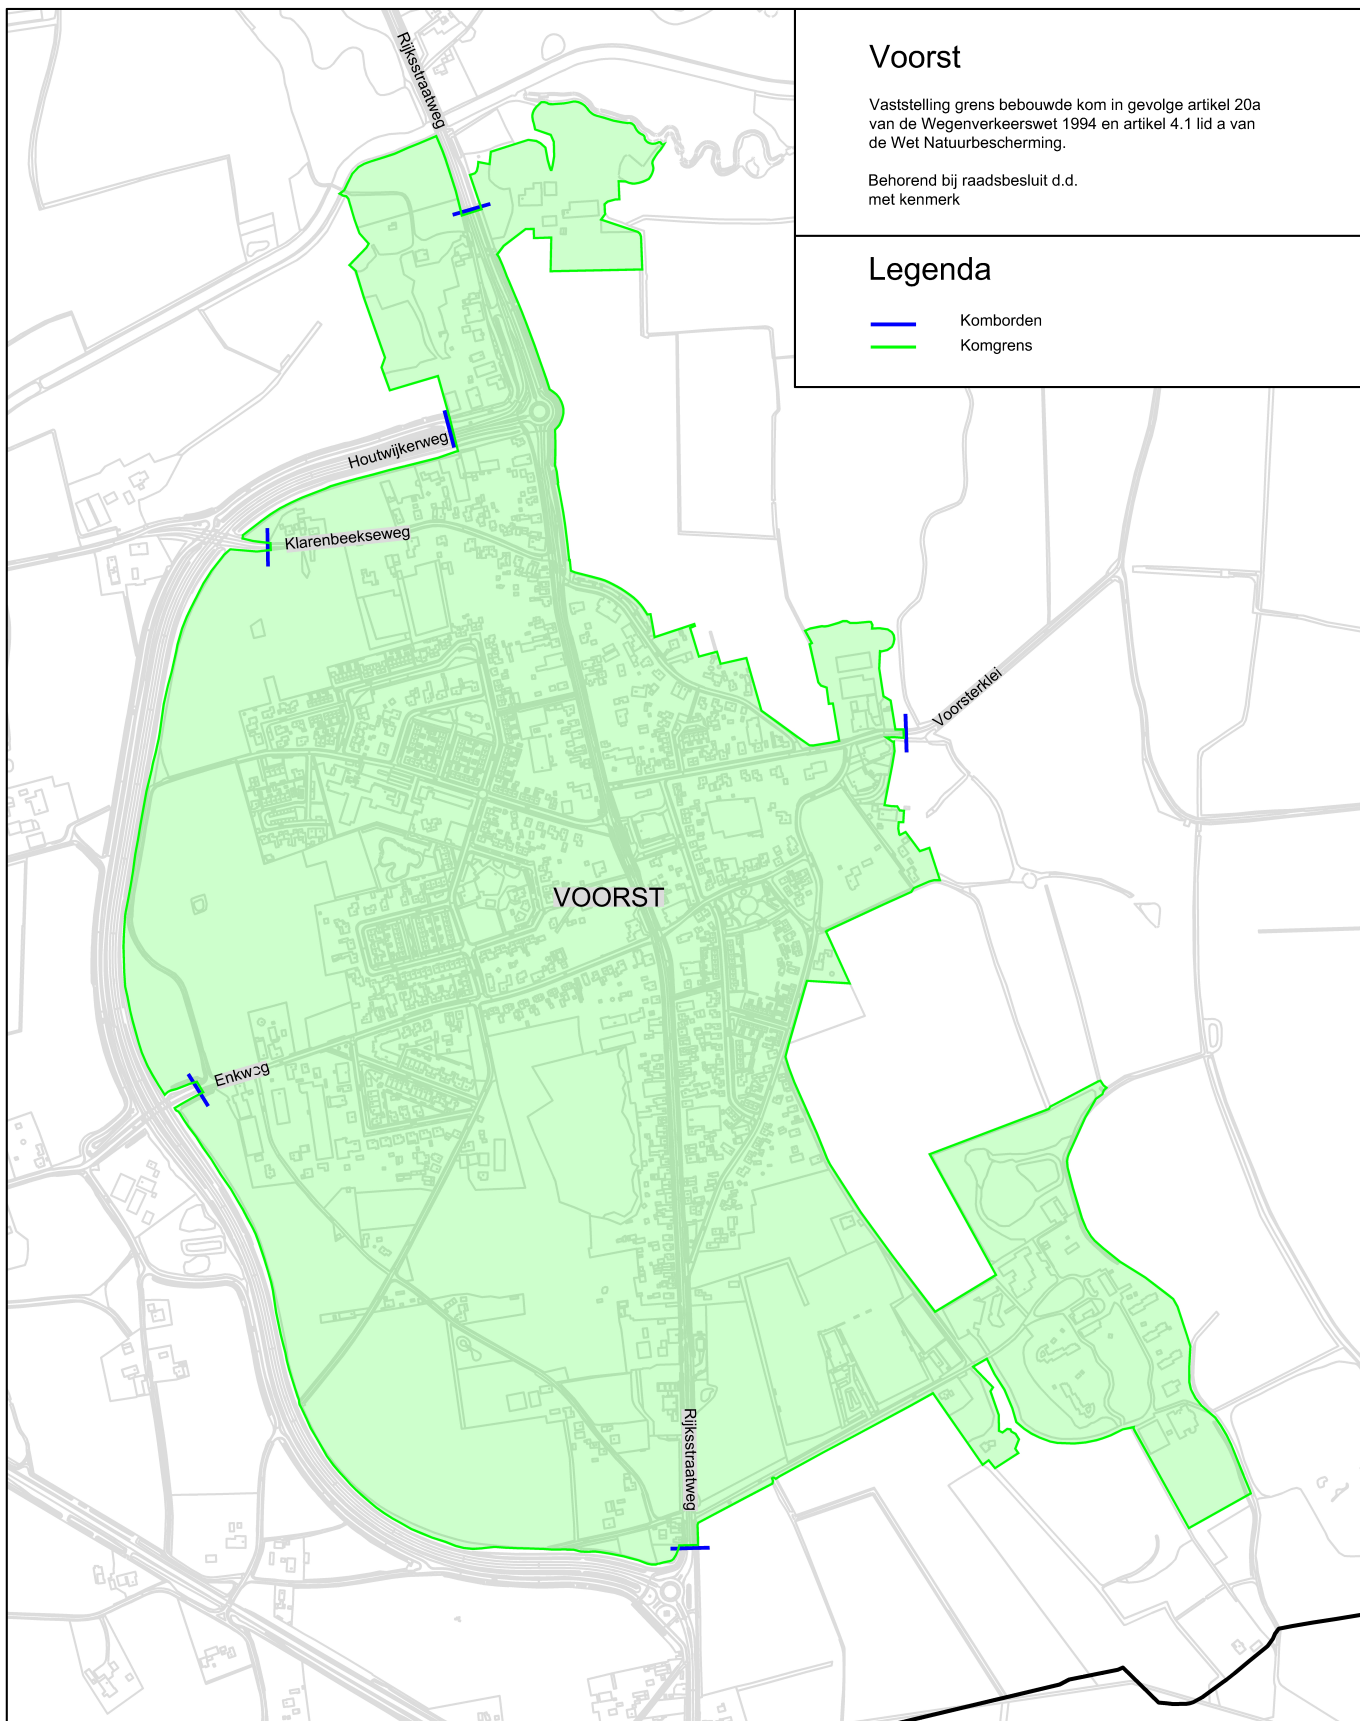 Voorst
Vaststelling grens bebouwde kom in gevolge artikel 20a
van de Wegenverkeerswet 1994 en artikel 4.1 lid a van
de Wet Natuurbescherming.
Behorend bij raadsbesluit d.d.
met kenmerk
Legenda
Komborden
Komgrens
Rijksstraatweg
Houtwijkerweg
Klarenbeekseweg
Voorsterklei
VOORST
Enkweg
Rijksstraatweg